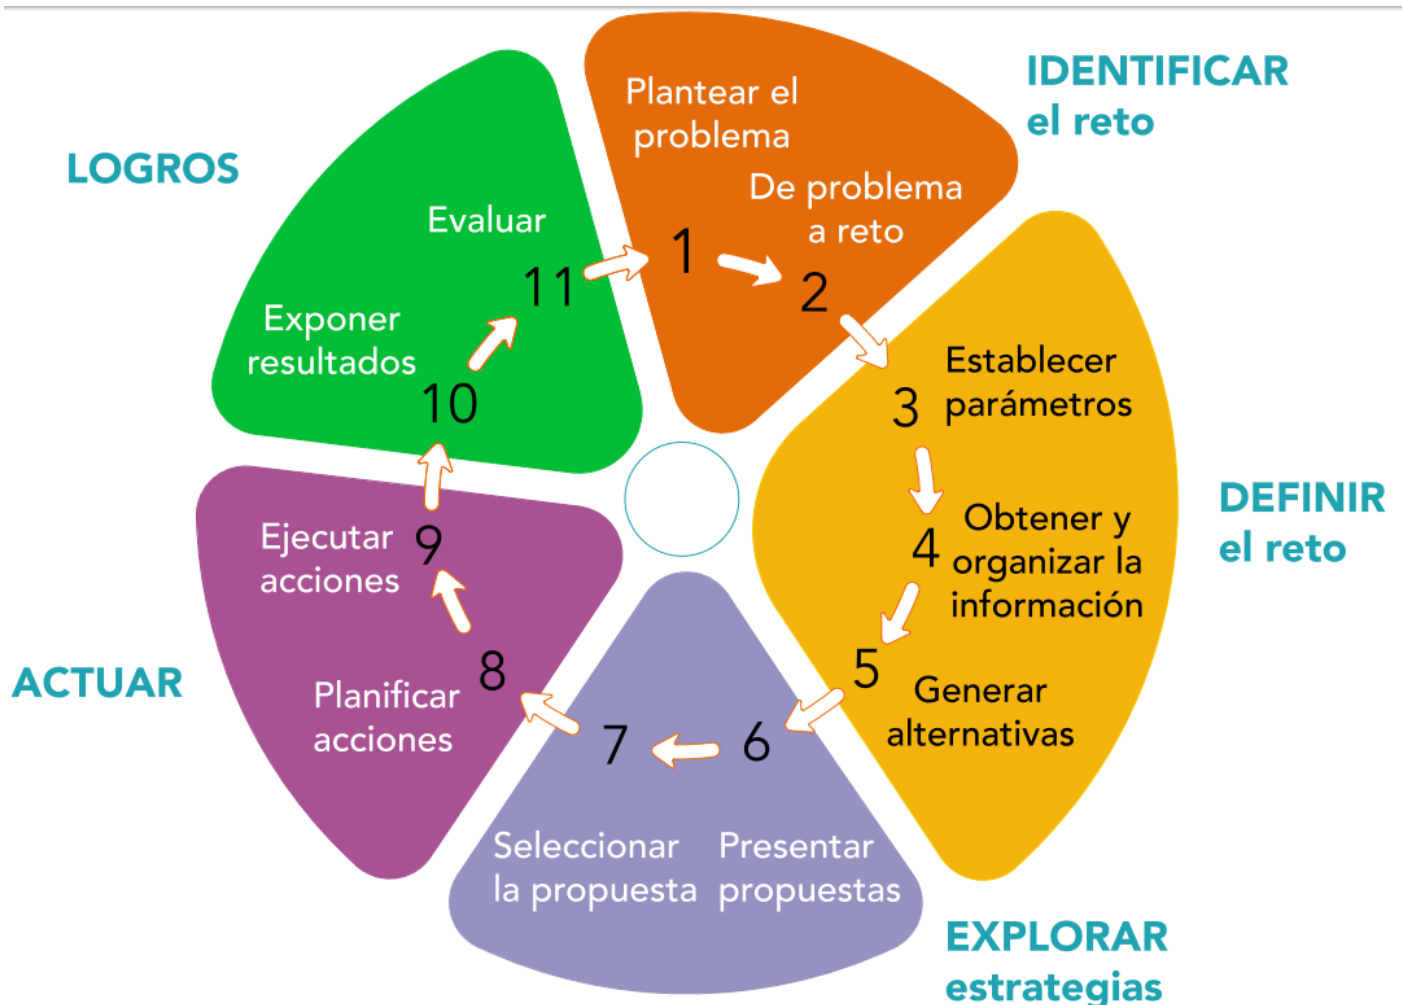 IDENTIFICAR
el reto
Plantear el
problema
De problema
a reto
1
2
DEFINIR
el reto
3
Establecer
parámetros
4
Obtener y
organizar la
información
5
Generar
alternativas
EXPLORAR
estrategias
6
Presentar
propuestas
7
Seleccionar
la propuesta
ACTUAR
8
Planificar
acciones
9
Ejecutar
acciones
LOGROS
10
Exponer
resultados
11
Evaluar